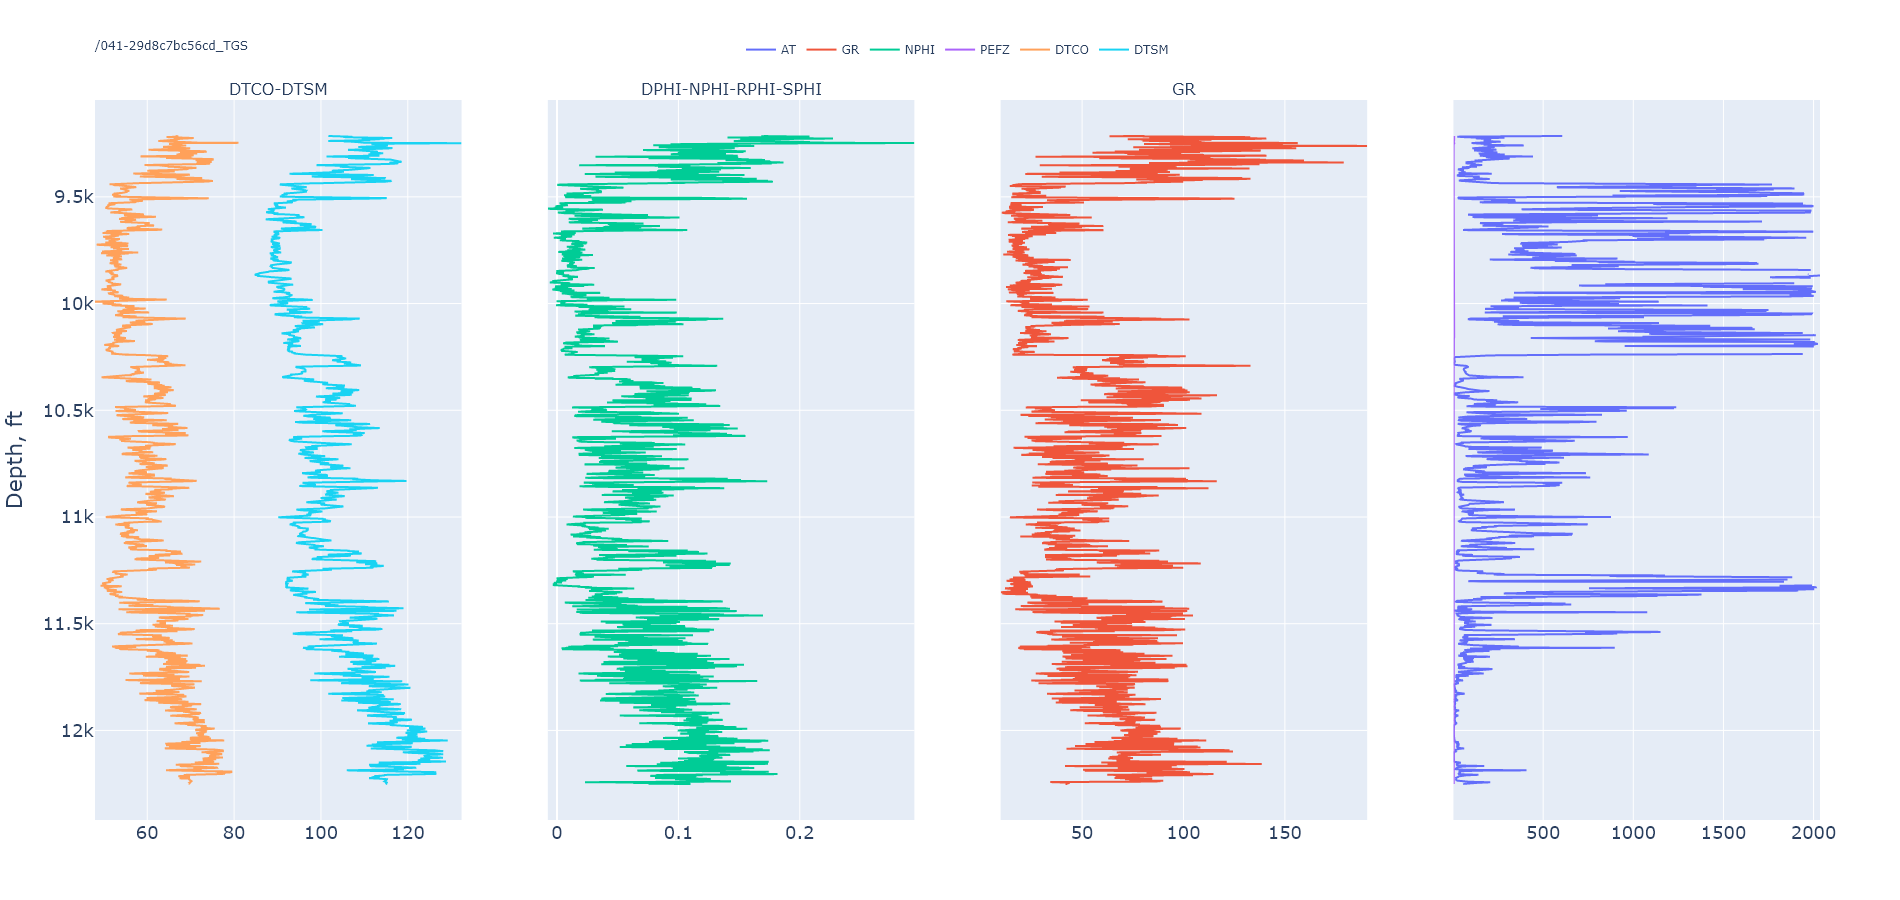 /041-29d8c7bc56cd_TGS
AT GR NPHI PEFZ DTCO DTSM
DTCO-DTSM DPHI-NPHI-RPHI-SPHI GR
Depth, ft
9.5k
10k
10.5k
11k
11.5k
12k
60 80 100 120 0 0.1 0.2 50 100 150 500 1000 1500 2000